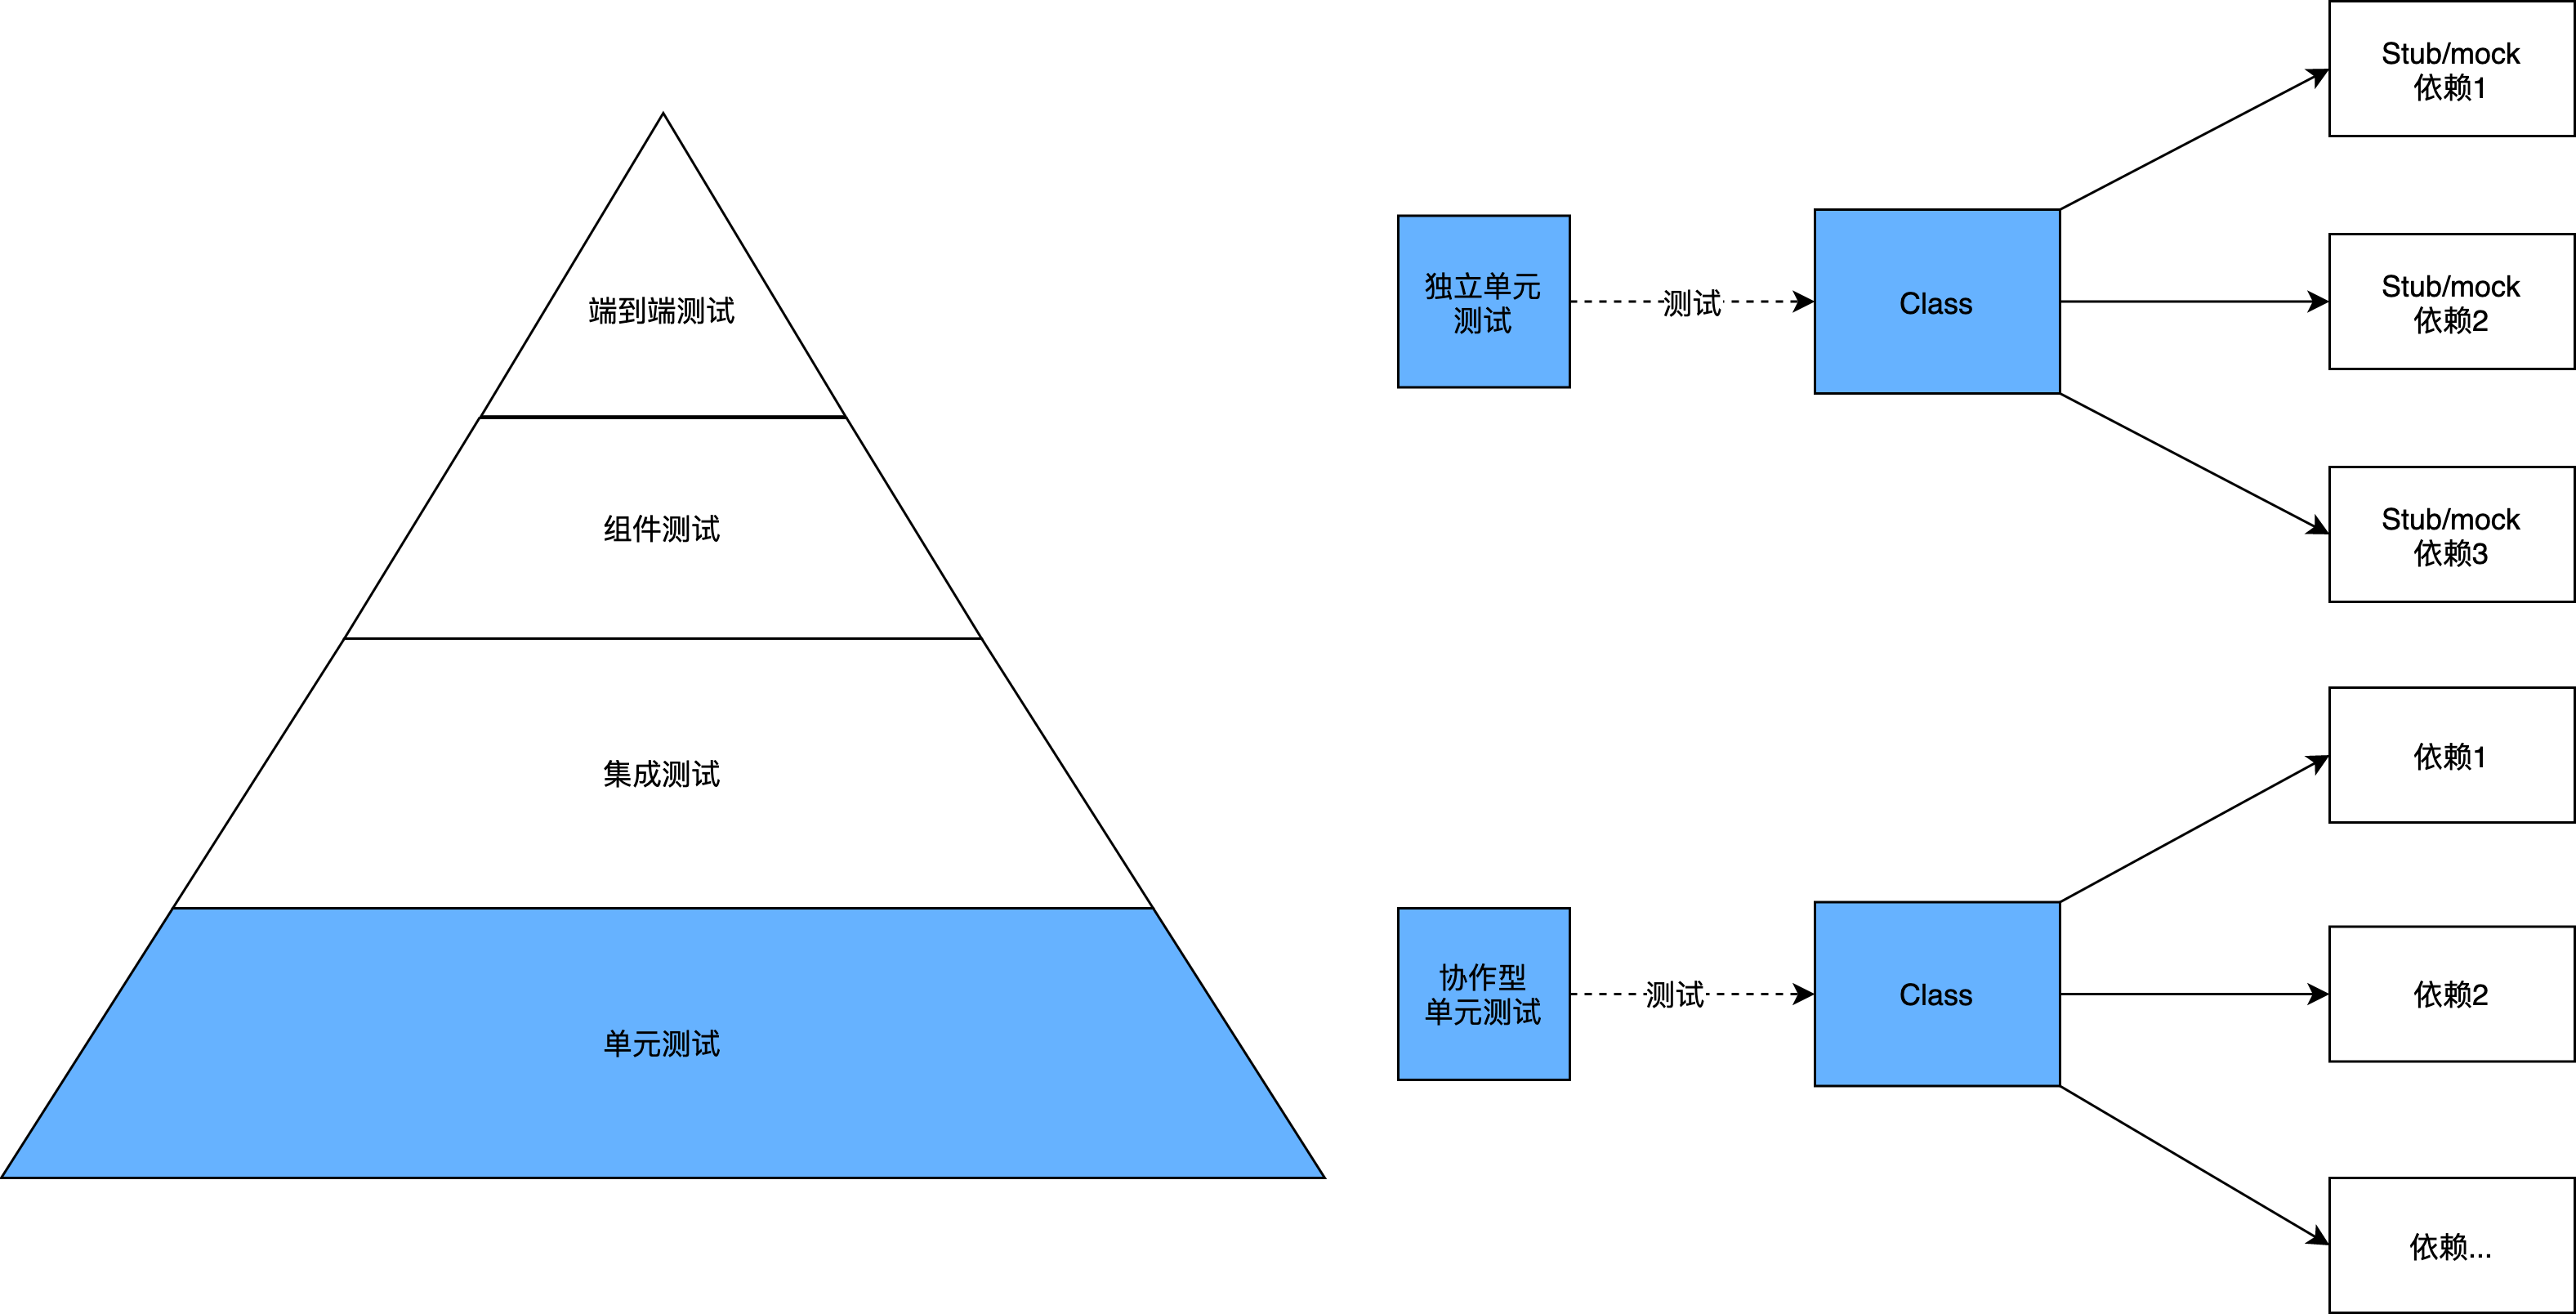 端到端测试
组件测试
集成测试
单元测试
独立单元
测试
测试
Class
Stub/mock
依赖1
Stub/mock
依赖2
Stub/mock
依赖3
协作型
单元测试
测试
Class
依赖1
依赖2
依赖...